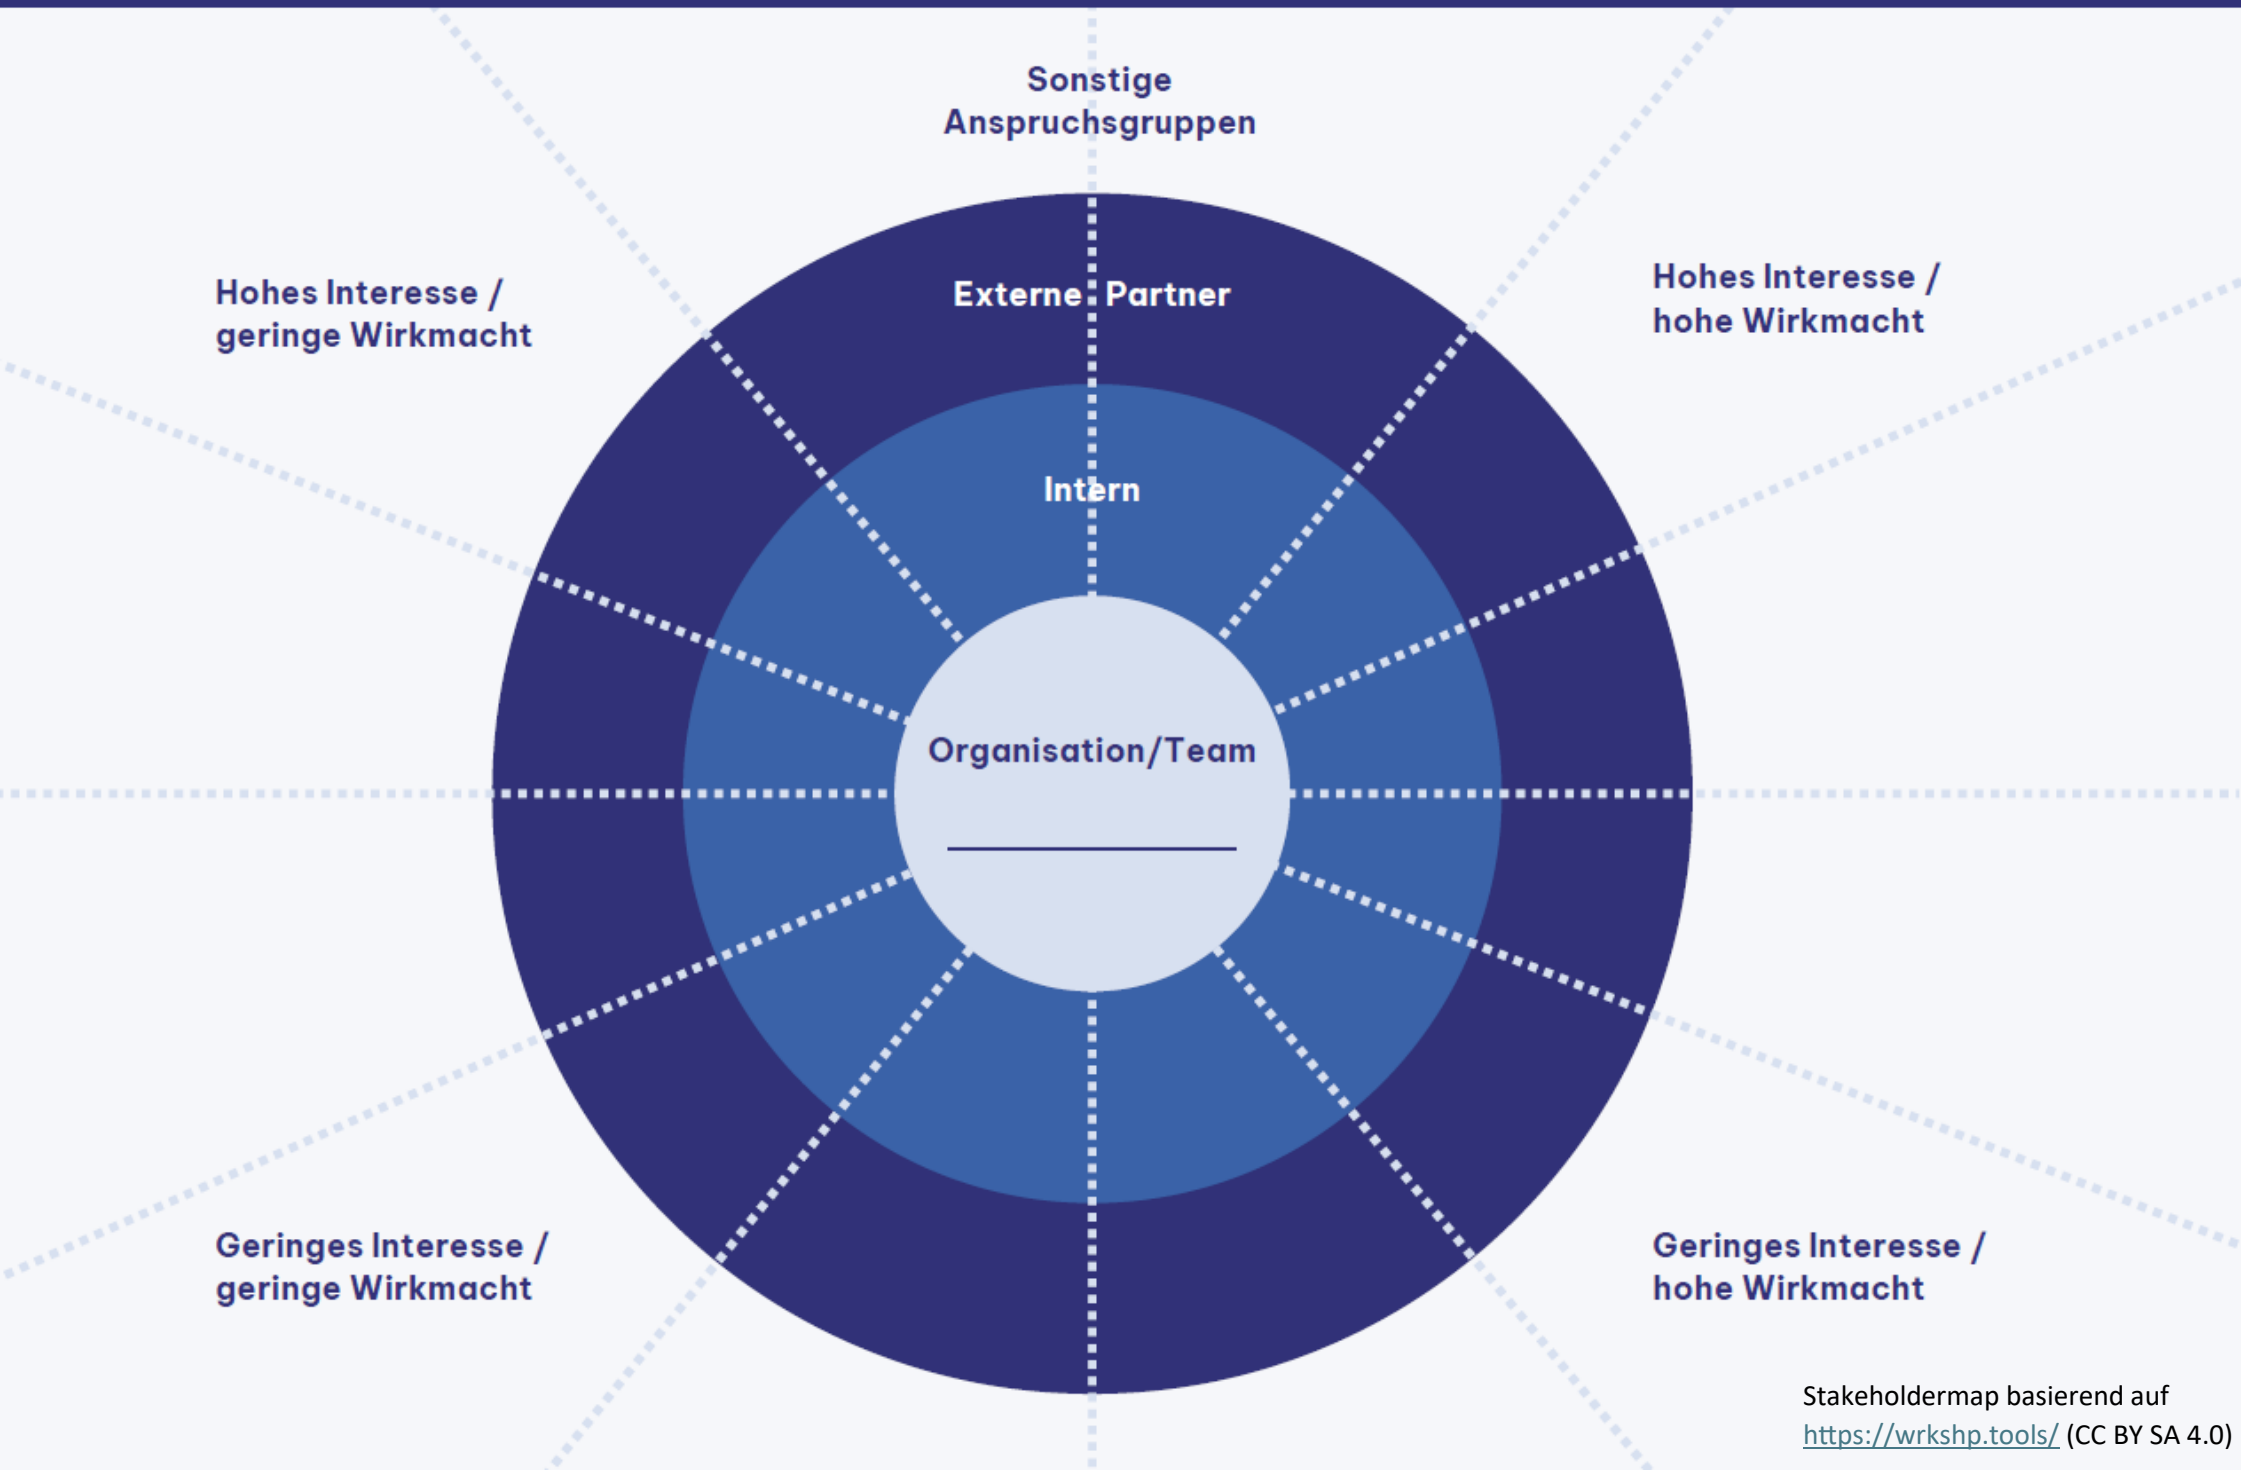 Sonstige
Anspruchsgruppen
Hohes Interesse /
geringe Wirkmacht
Hohes Interesse /
hohe Wirkmacht
Externe Partner
Intern
Organisation/Team
Geringes Interesse /
geringe Wirkmacht
Geringes Interesse /
hohe Wirkmacht
Stakeholdermap basierend auf
https://wrkshp.tools/ (CC BY SA 4.0)